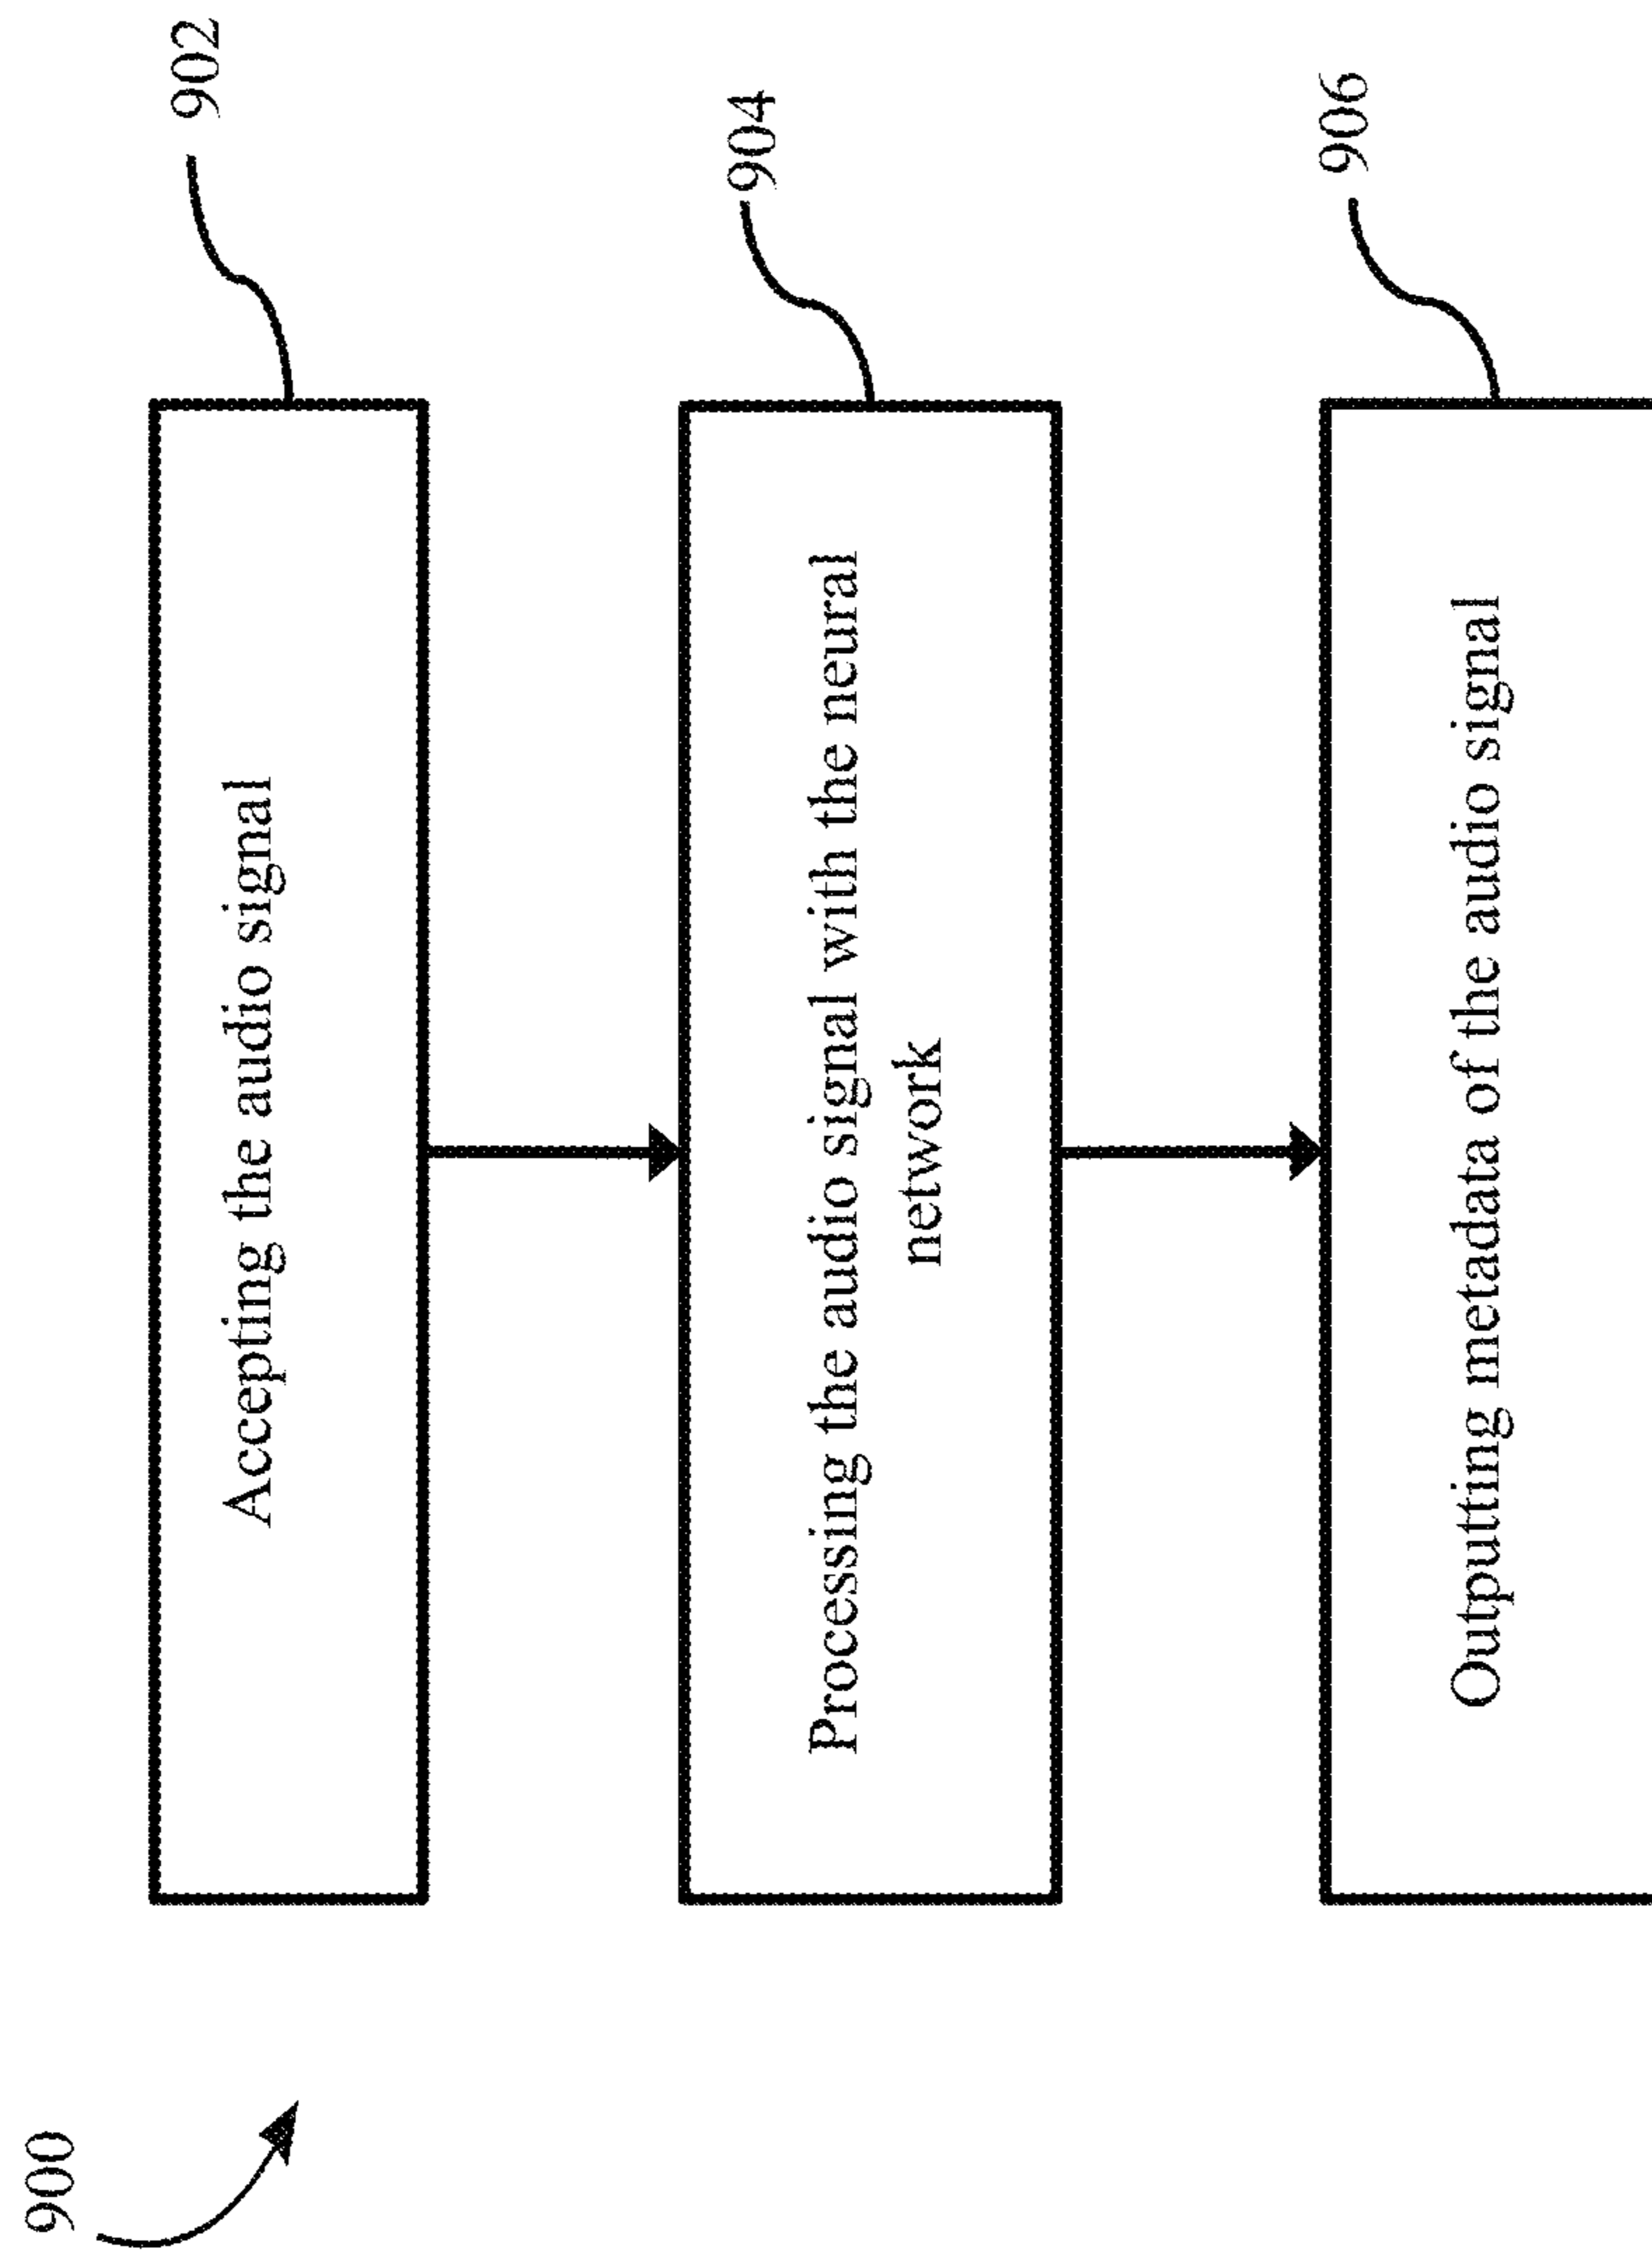 900
902
Accepting the audio signal
904
Processing the audio signal with the neural
network
906
Outputting metadata of the audio signal